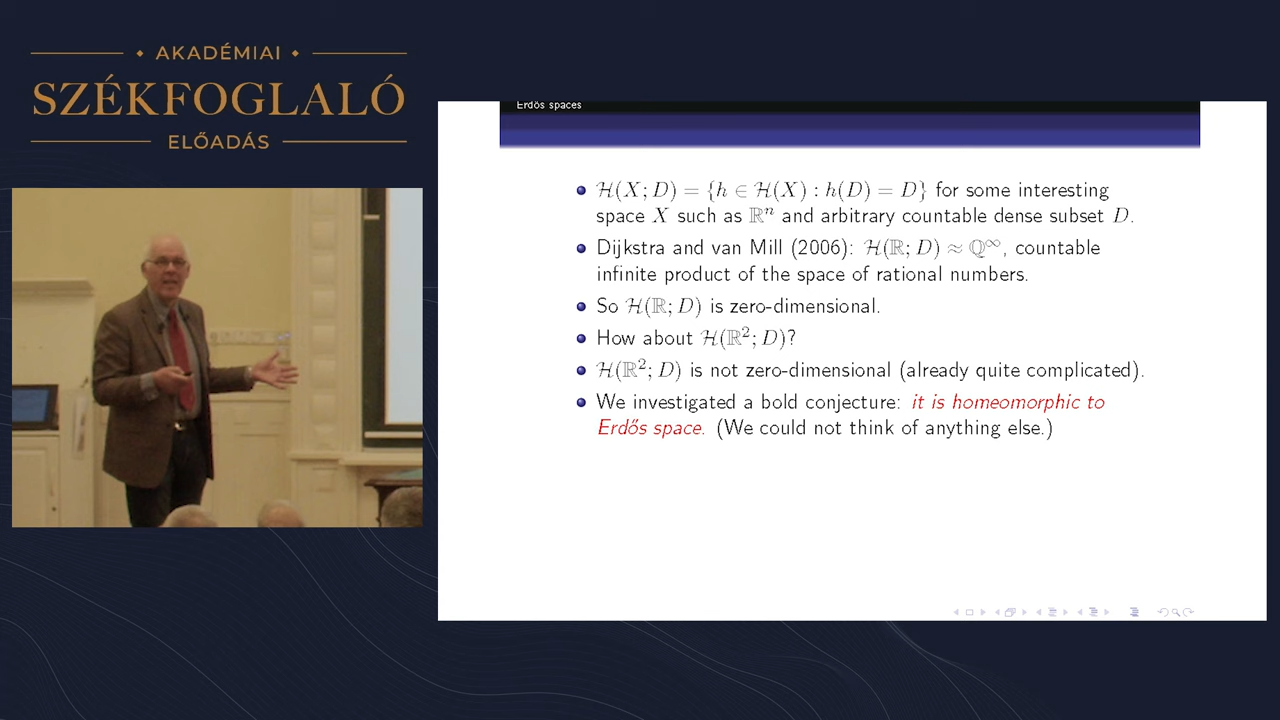 AKADÉMIAI
SZÉKFOGLALÓ
ELŐADÁS
Erdős spaces
ℋ(X; D) = {h ∈ ℋ(X) : h(D) = D} for some interesting
space X such as ℝⁿ and arbitrary countable dense subset D.
Dijkstra and van Mill (2006): ℋ(ℝ; D) ≈ ℚ^∞, countable
infinite product of the space of rational numbers.
So ℋ(ℝ; D) is zero-dimensional.
How about ℋ(ℝ²; D)?
ℋ(ℝ²; D) is not zero-dimensional (already quite complicated).
We investigated a bold conjecture: it is homeomorphic to
Erdős space. (We could not think of anything else.)